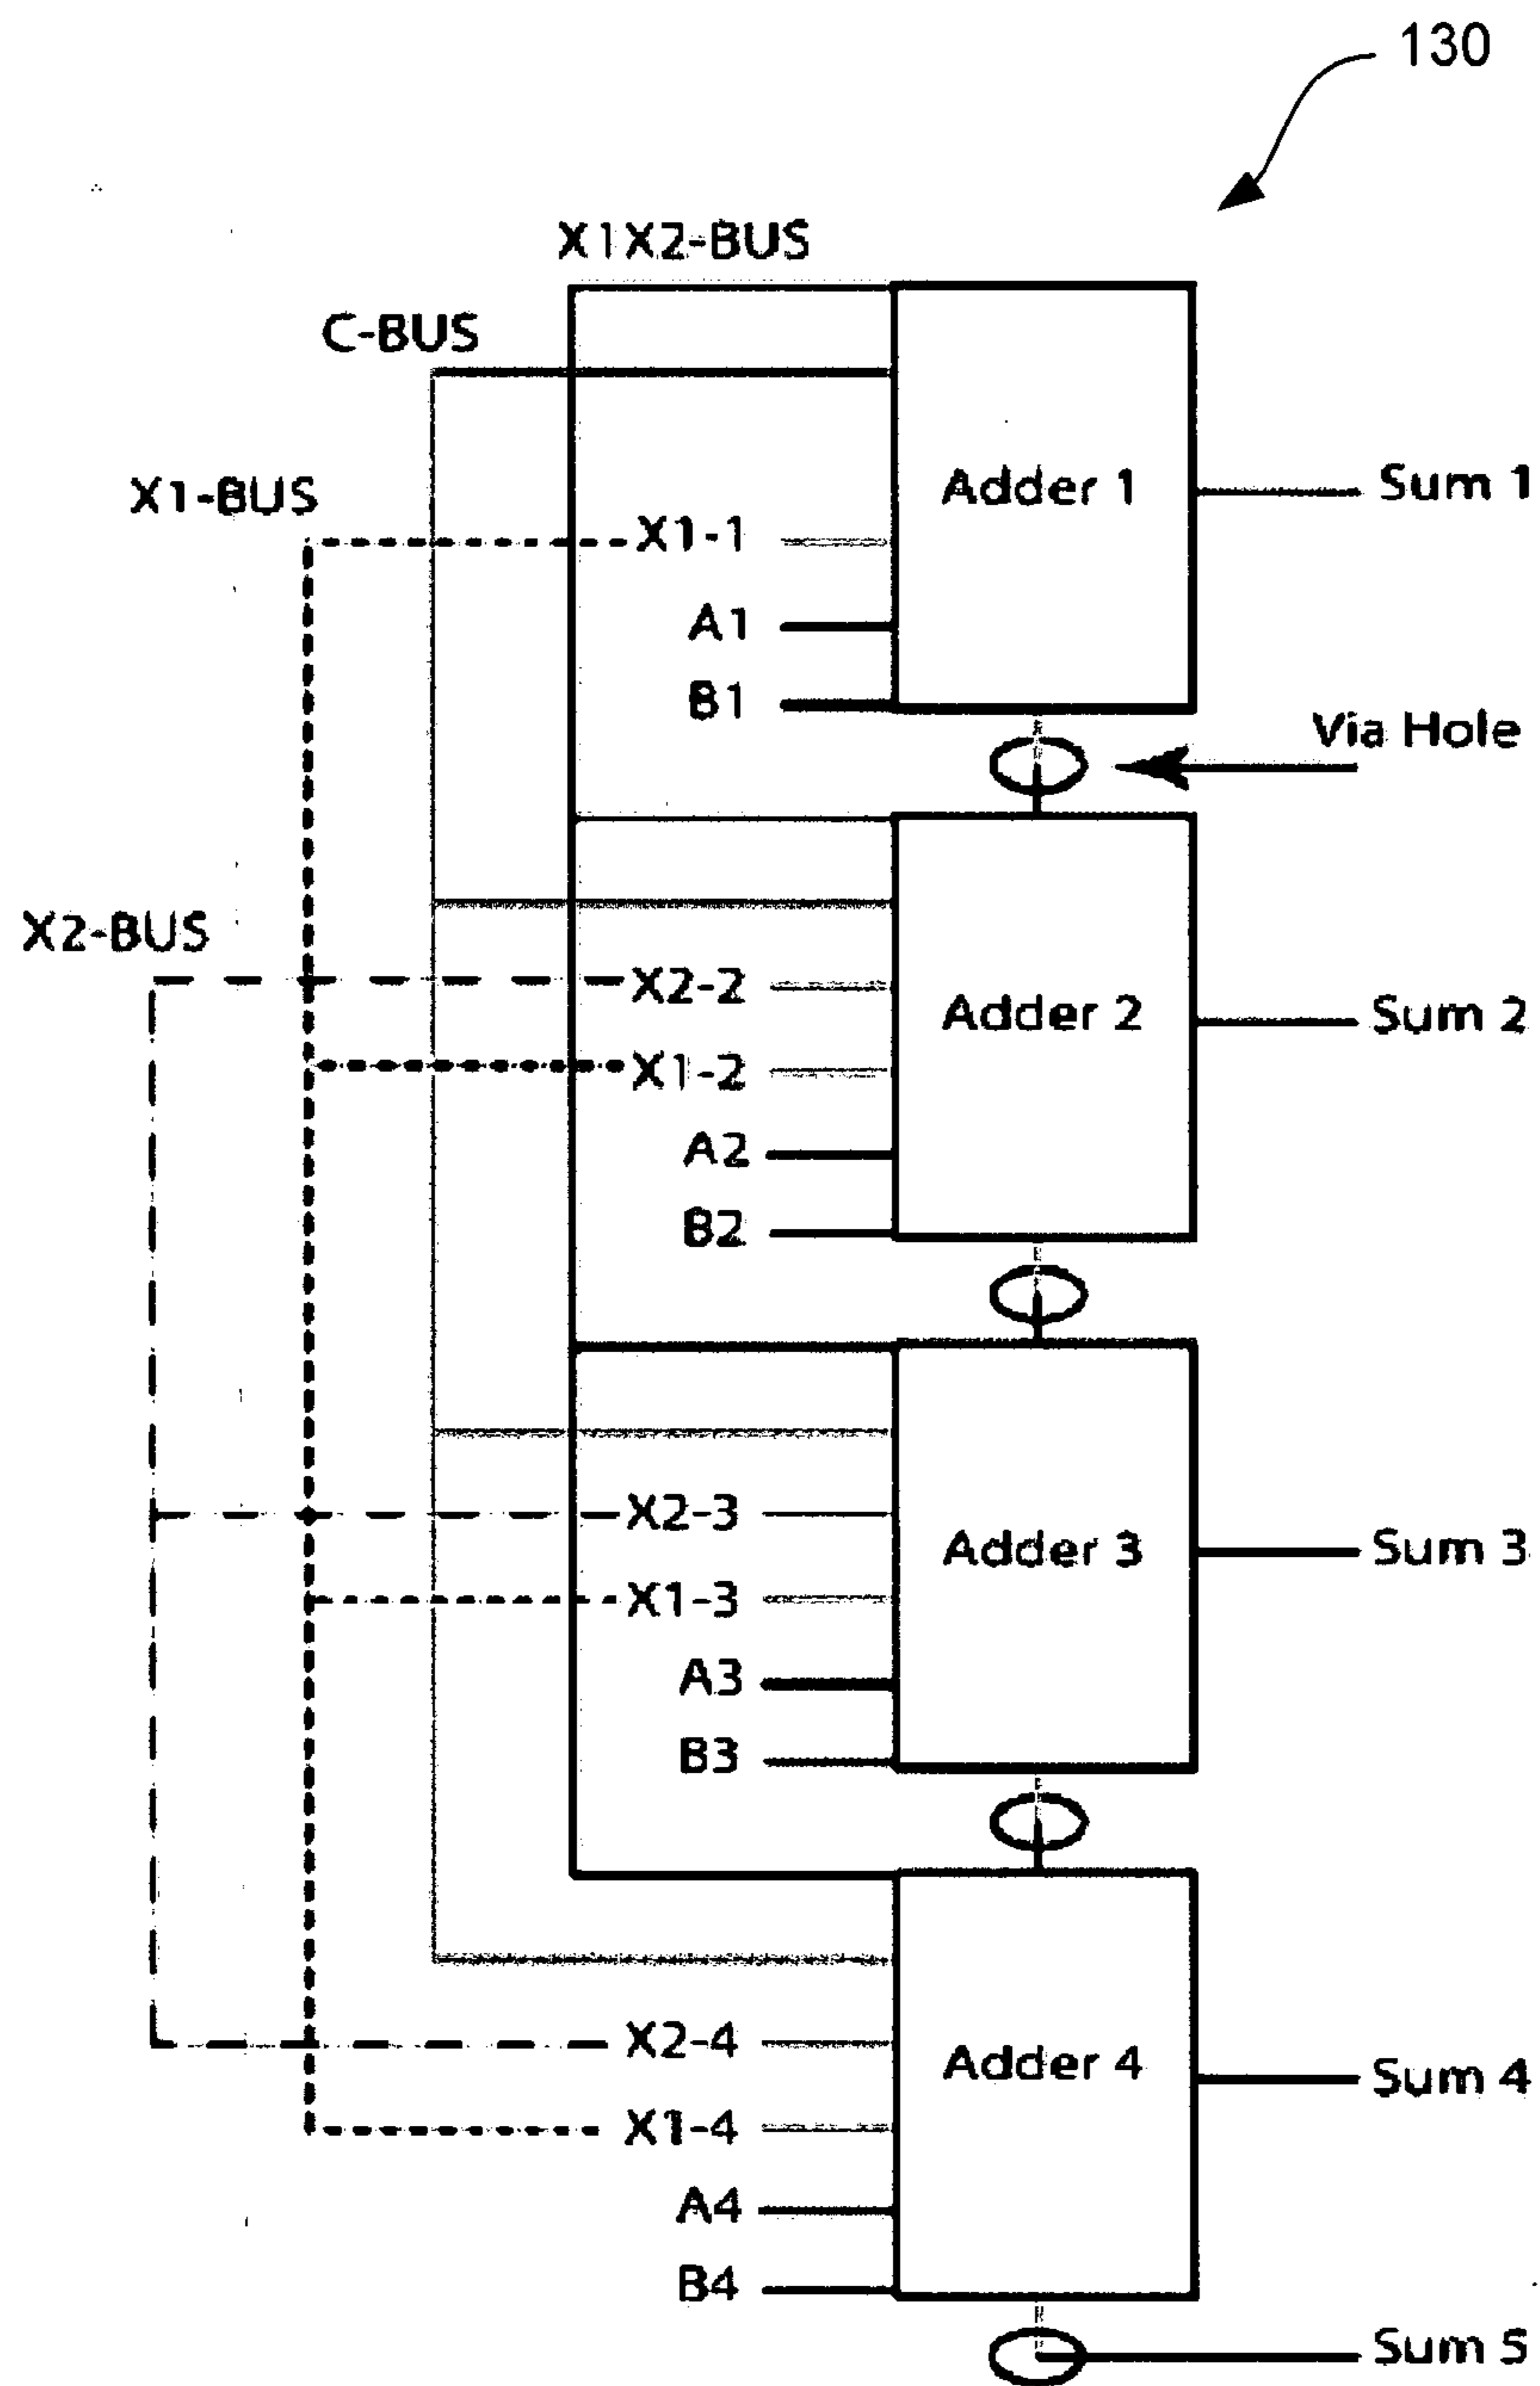 130
X1X2-BUS
C-BUS
X1-BUS
Adder 1
Sum 1
X1-1
A1
B1
Via Hole
X2-BUS
X2-2
Adder 2
Sum 2
X1-2
A2
B2
X2-3
Adder 3
Sum 3
X1-3
A3
B3
X2-4
Adder 4
Sum 4
X1-4
A4
B4
Sum 5